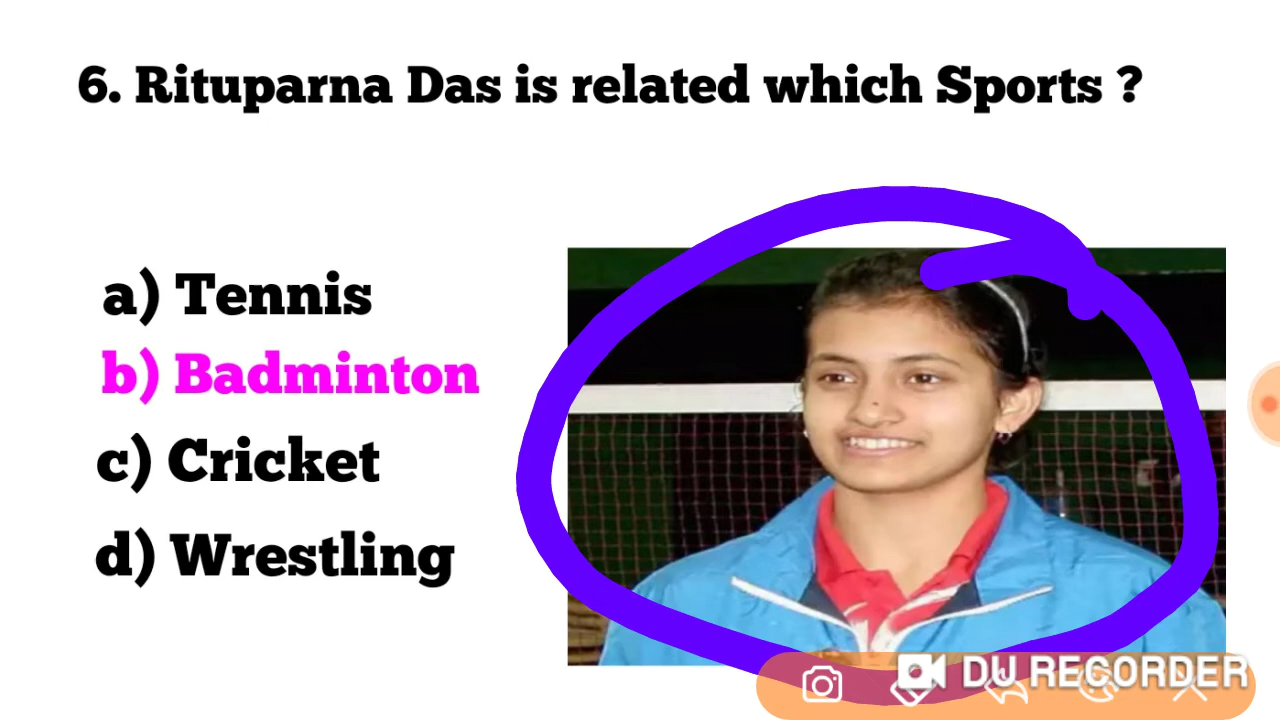 6. Rituparna Das is related which Sports ?
a) Tennis
b) Badminton
c) Cricket
d) Wrestling
DU RECORDER